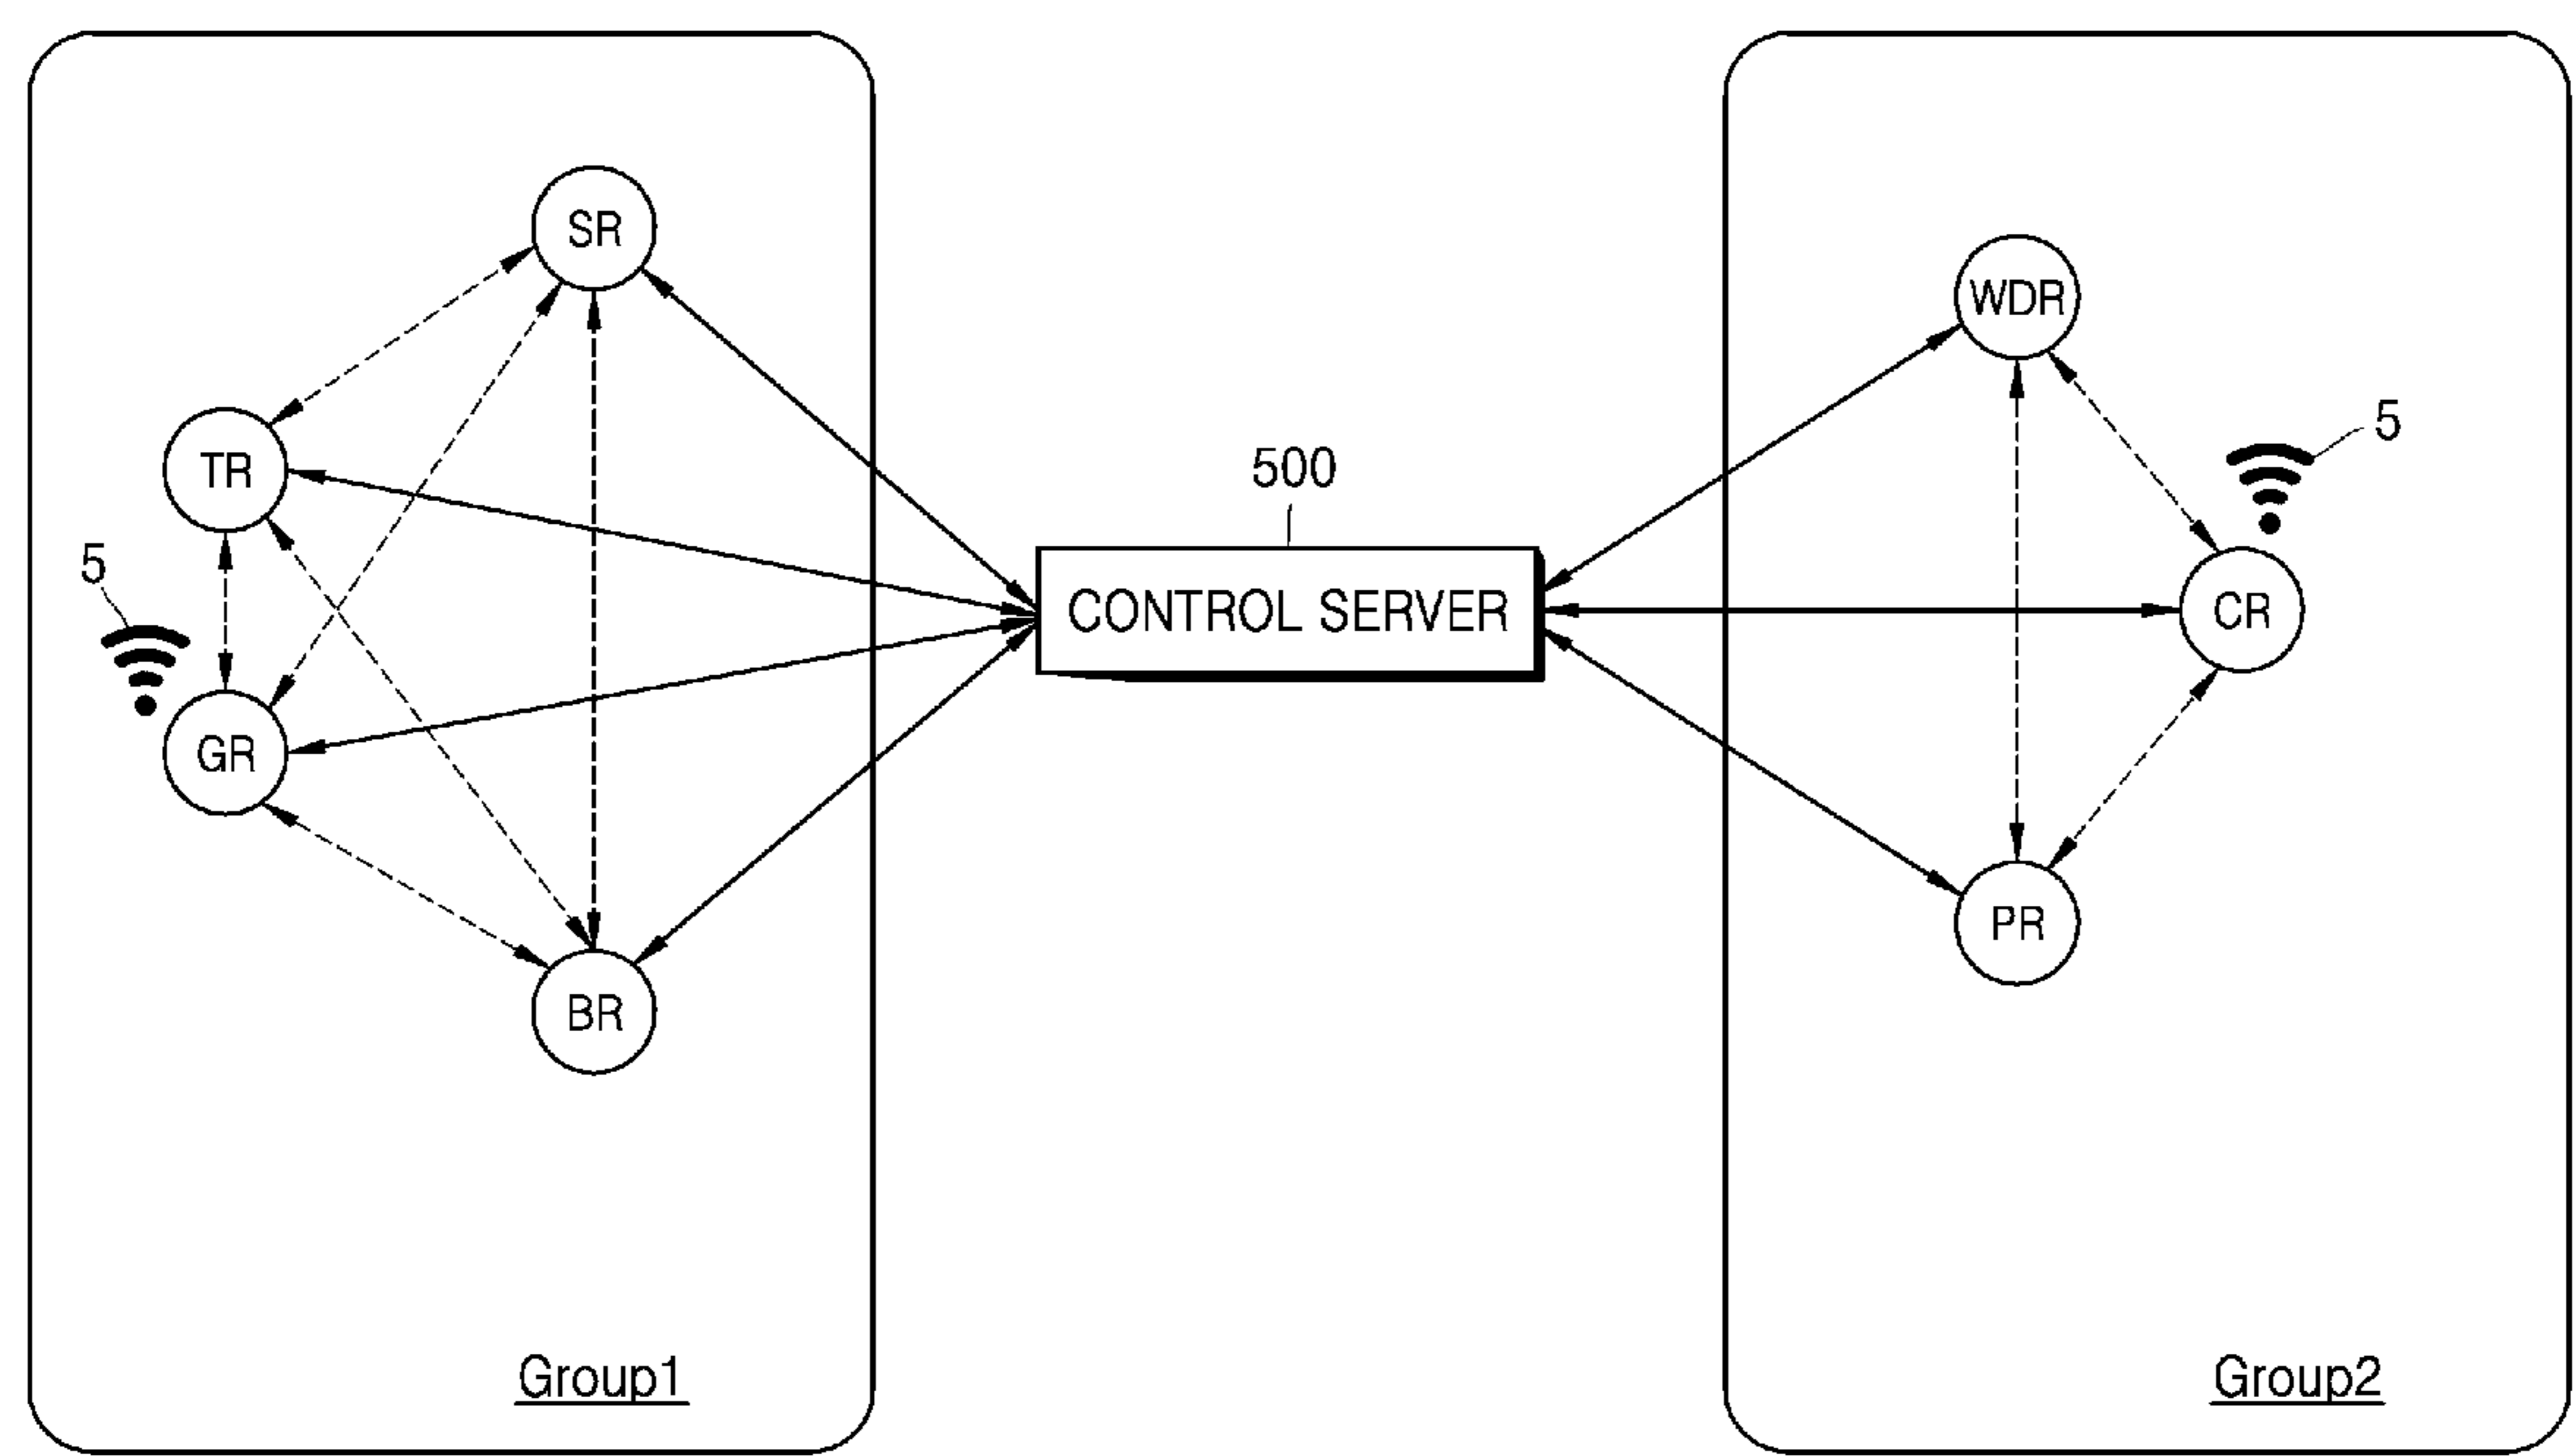 SR
WDR
5
TR
500
5
CONTROL SERVER
CR
GR
PR
BR
Group1
Group2